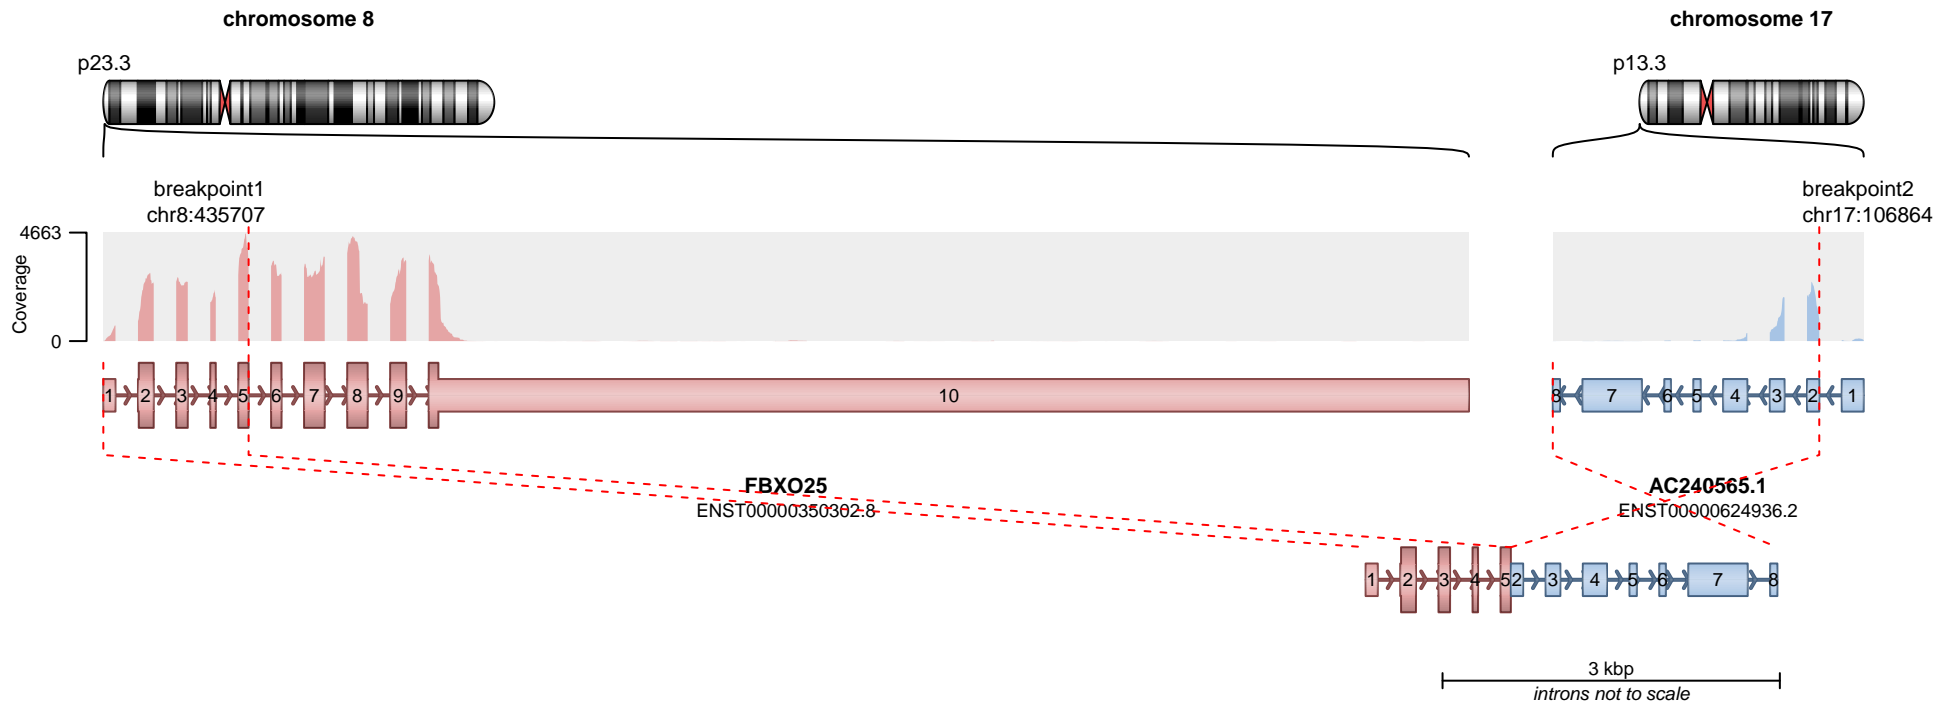 chromosome 8
chromosome 17
p23.3
p13.3
breakpoint1
chr8:435707
breakpoint2
chr17:106864
4663
Coverage
0
1 2 3 4 5 6 7 8 9 10
8 7 6 5 4 3 2 1
FBXO25
ENST00000350302.8
AC240565.1
ENST00000624936.2
1 2 3 4 5 2 3 4 5 6 7 8
3 kbp
introns not to scale